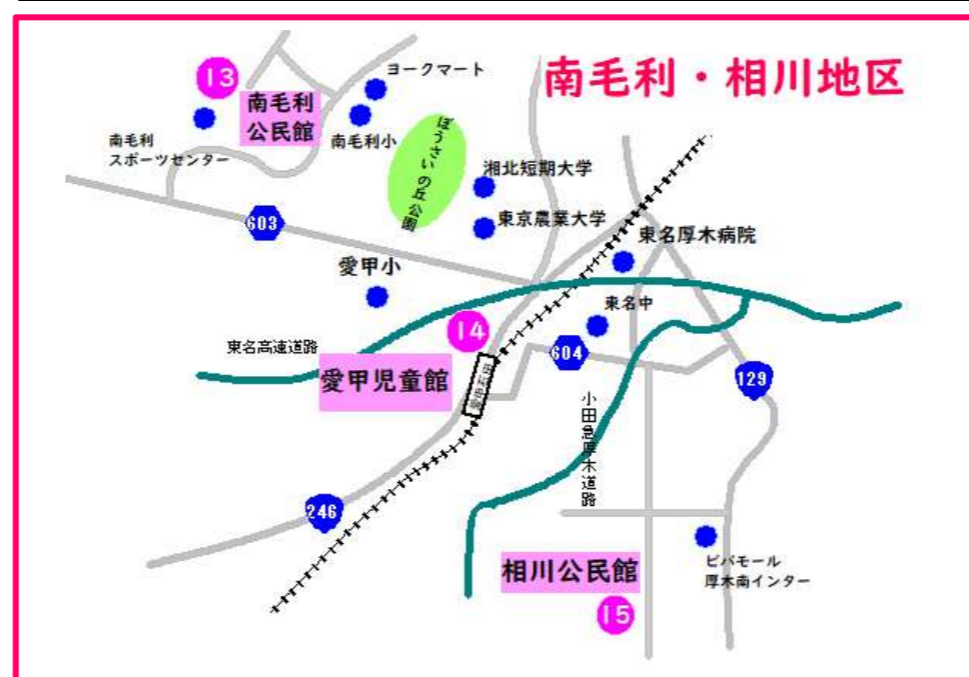 南毛利・相川地区
13
南毛利
公民館
ヨークマート
南毛利小
南毛利
スポーツセンター
ぼうさいの丘公園
湘北短期大学
東京農業大学
603
東名厚木病院
愛甲小
東名中
14
604
東名高速道路
愛甲児童館
愛甲石田
129
小田急厚木道路
246
相川公民館
15
ビバモール
厚木南インター